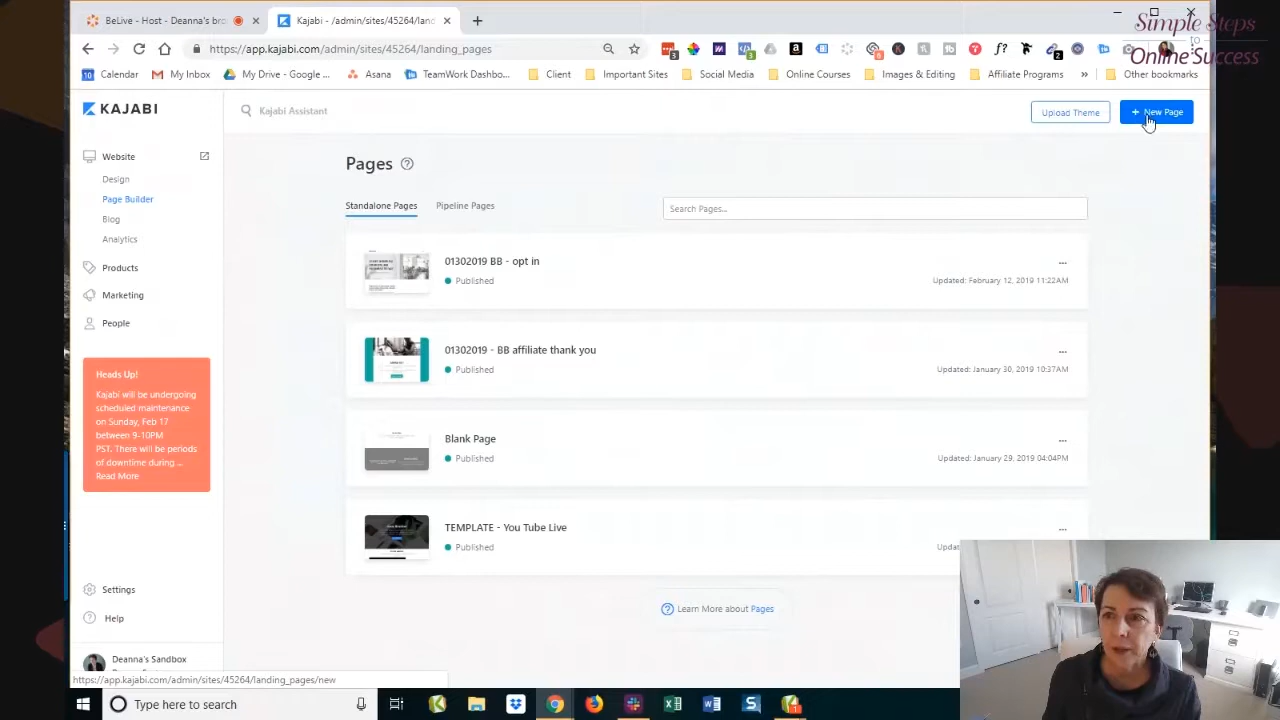 BeLive - Host - Deanna's bro
Kajabi - /admin/sites/45264/lanc
Simple Steps
to
Online Success
https://app.kajabi.com/admin/sites/45264/landing_pages
Calendar
My Inbox
My Drive - Google ...
Asana
TeamWork Dashbo...
Client
Important Sites
Social Media
Online Courses
Images & Editing
Affiliate Programs
Other bookmarks
KAJABI
Kajabi Assistant
Upload Theme
+ New Page
Website
Design
Page Builder
Blog
Analytics
Products
Marketing
People
Heads Up!
Kajabi will be undergoing
scheduled maintenance
on Sunday, Feb 17
between 9-10PM
PST. There will be periods
of downtime during ...
Read More
Settings
Help
Deanna's Sandbox
Pages
Standalone Pages
Pipeline Pages
Search Pages...
01302019 BB - opt in
Published
Updated: February 12, 2019 11:22AM
01302019 - BB affiliate thank you
Published
Updated: January 30, 2019 10:37AM
Blank Page
Published
Updated: January 29, 2019 04:04PM
TEMPLATE - You Tube Live
Published
Learn More about Pages
https://app.kajabi.com/admin/sites/45264/landing_pages/new
Type here to search